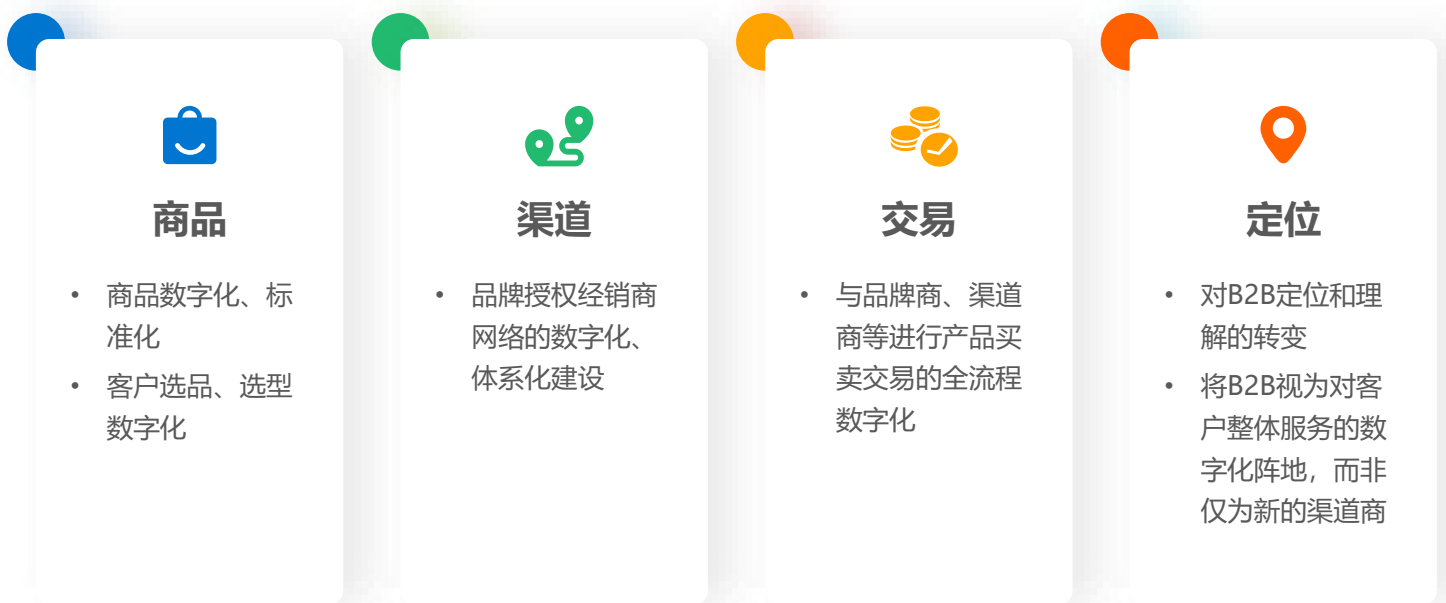 商品
• 商品数字化、标
准化
• 客户选品、选型
数字化
渠道
• 品牌授权经销商
网络的数字化、
体系化建设
交易
• 与品牌商、渠道
商等进行产品买
卖交易的全流程
数字化
定位
• 对B2B定位和理
解的转变
• 将B2B视为对客
户整体服务的数
字化阵地，而非
仅为新的渠道商